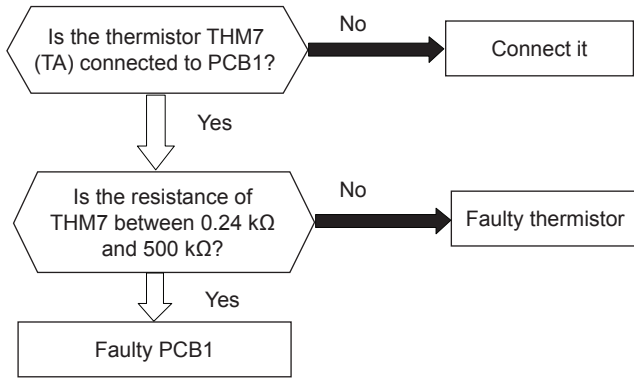 Is the thermistor THM7
(TA) connected to PCB1?
No
Connect it
Yes
Is the resistance of
THM7 between 0.24 kΩ
and 500 kΩ?
No
Faulty thermistor
Yes
Faulty PCB1